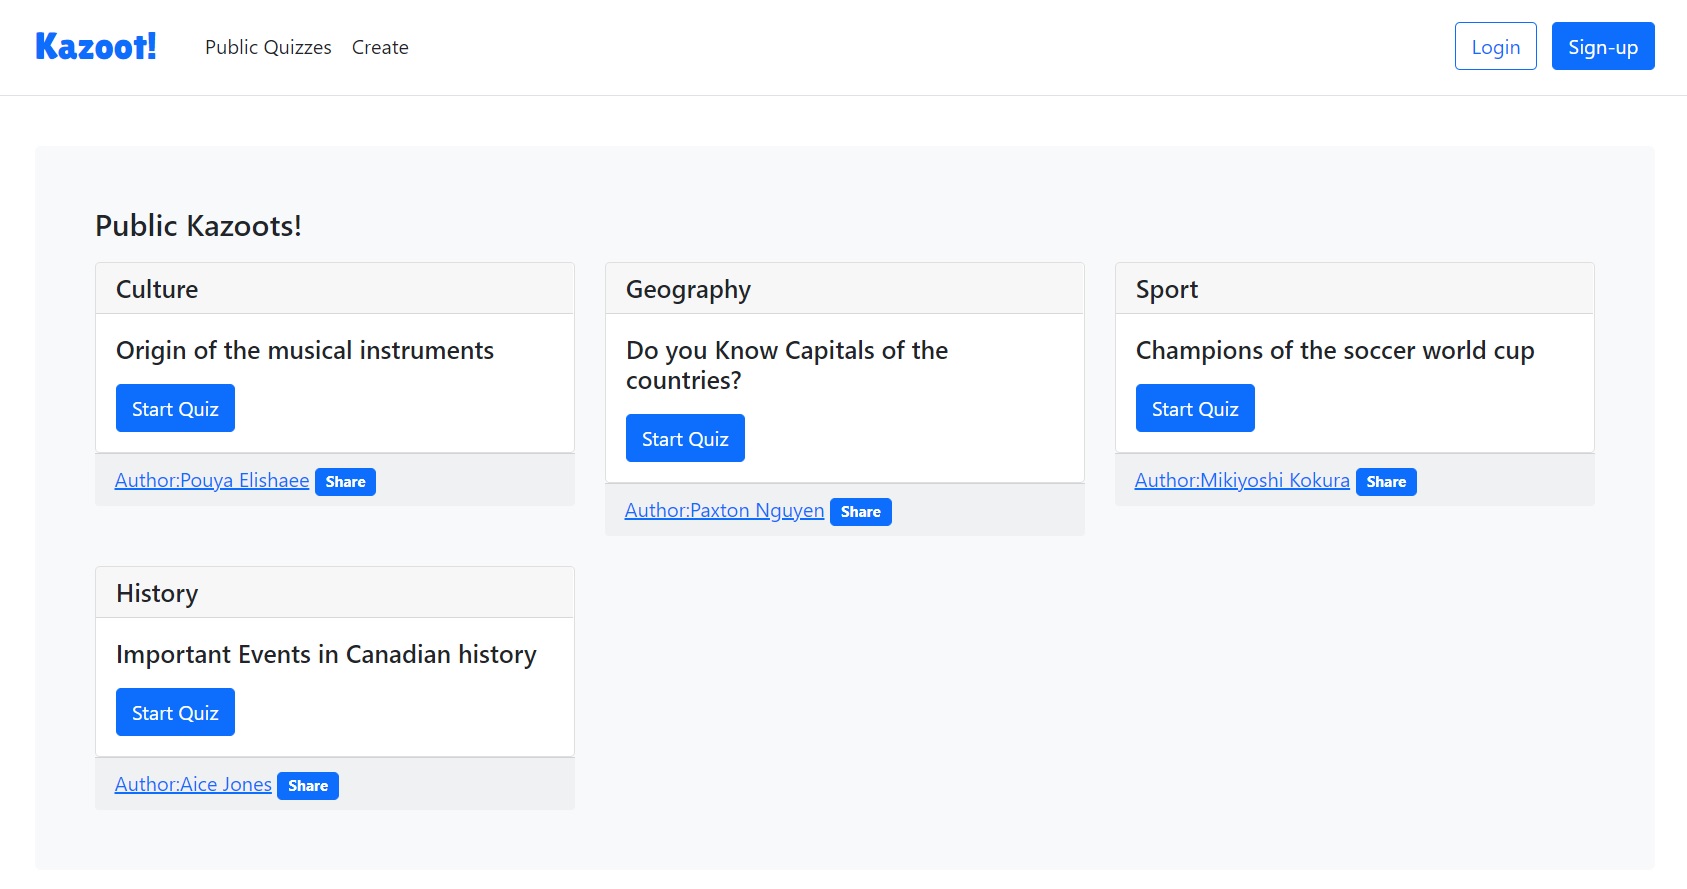 Kazoot!
Public Quizzes
Create
Login
Sign-up
Public Kazoots!
Culture
Origin of the musical instruments
Start Quiz
Author:Pouya Elishaee
Share
Geography
Do you Know Capitals of the
countries?
Start Quiz
Author:Paxton Nguyen
Share
Sport
Champions of the soccer world cup
Start Quiz
Author:Mikiyoshi Kokura
Share
History
Important Events in Canadian history
Start Quiz
Author:Aice Jones
Share